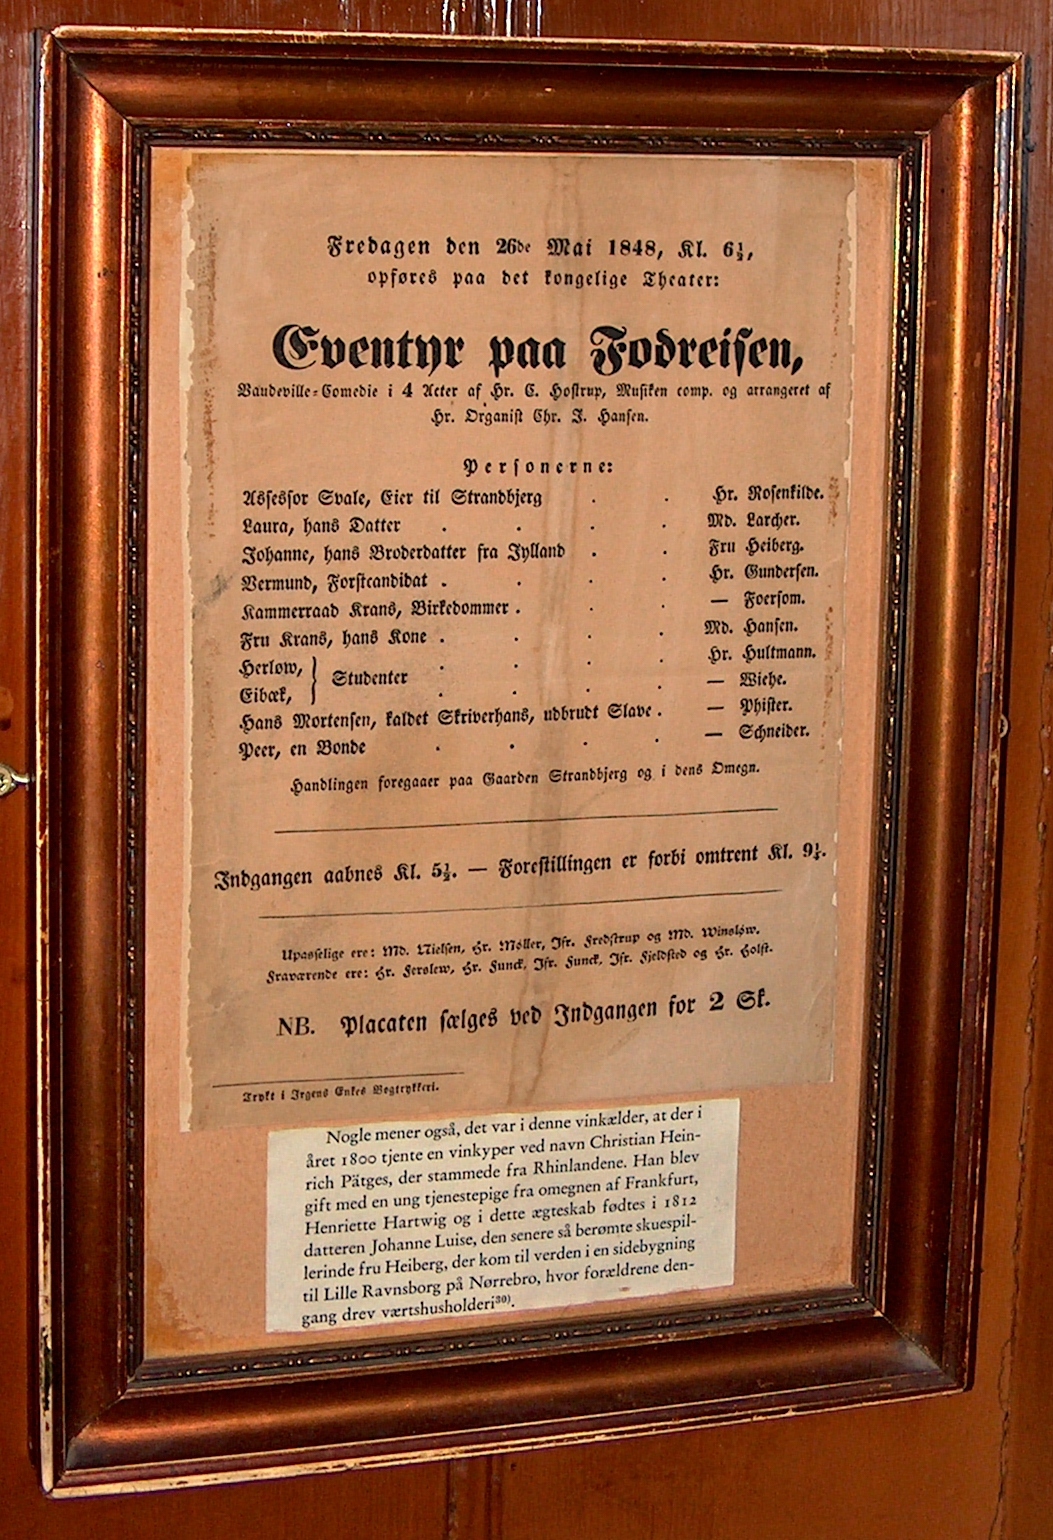 Fredagen den 26de Mai 1848, Kl. 6½,
opføres paa det kongelige Theater:
Eventyr paa Fodreisen,
Vaudeville-Comedie i 4 Acter af Hr. C. Hostrup, Musiken comp. og arrangeret af
Hr. Organist Chr. J. Hansen.
Personerne:
Assessor Svale, Eier til Strandbjerg . . Hr. Rosenkilde.
Laura, hans Datter . . . . Md. Larcher.
Johanne, hans Broderdatter fra Jylland . . Fru Heiberg.
Vermund, Forstcandidat . . . . Hr. Gundersen.
Kammerraad Krans, Birkedommer . . . — Foersom.
Fru Krans, hans Kone . . . . Md. Hansen.
Herløw, } Studenter . . . . Hr. Hultmann.
Eibæk, . . . . — Wiehe.
Hans Mortensen, kaldet Skriverhans, udbrudt Slave . — Phister.
Peer, en Bonde . . . . — Schneider.
Handlingen foregaaer paa Gaarden Strandbjerg og i dens Omegn.
Indgangen aabnes Kl. 5½. — Forestillingen er forbi omtrent Kl. 9¼.
Upasselige ere: Md. Nielsen, Hr. Møller, Jfr. Fredstrup og Md. Winsløw.
Fraværende ere: Hr. Ferslew, Hr. Funck, Jfr. Funck, Jfr. Fjeldsted og Hr. Holst.
NB. Placaten sælges ved Indgangen for 2 Sk.
Trykt i Jrgens Enkes Bogtrykkeri.
Nogle mener også, det var i denne vinkælder, at der i
året 1800 tjente en vinkyper ved navn Christian Hein-
rich Pätges, der stammede fra Rhinlandene. Han blev
gift med en ung tjenestepige fra omegnen af Frankfurt,
Henriette Hartwig og i dette ægteskab fødtes i 1812
datteren Johanne Luise, den senere så berømte skuespil-
lerinde fru Heiberg, der kom til verden i en sidebygning
til Lille Ravnsborg på Nørrebro, hvor forældrene den-
gang drev værtshusholderi³⁰⁾.